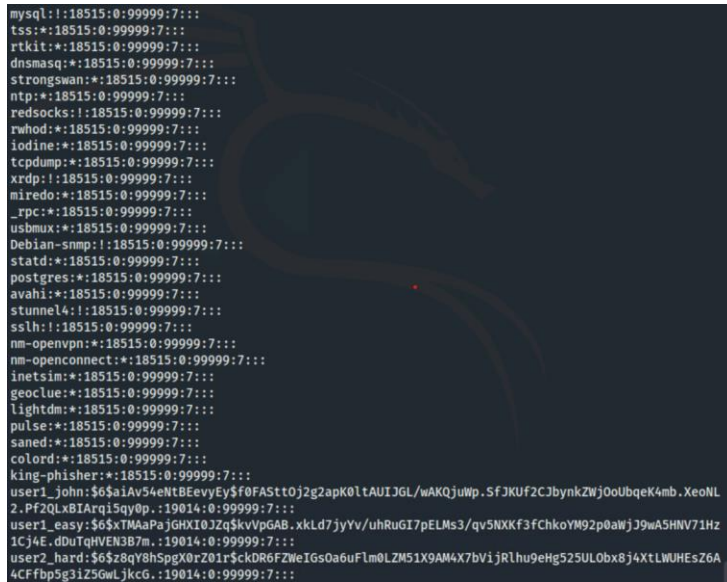 mysql:!:18515:0:99999:7:::
tss:*:18515:0:99999:7:::
rtkit:*:18515:0:99999:7:::
dnsmasq:*:18515:0:99999:7:::
strongswan:*:18515:0:99999:7:::
ntp:*:18515:0:99999:7:::
redsocks:!:18515:0:99999:7:::
rwhod:*:18515:0:99999:7:::
iodine:*:18515:0:99999:7:::
tcpdump:*:18515:0:99999:7:::
xrdp:!:18515:0:99999:7:::
miredo:*:18515:0:99999:7:::
_rpc:*:18515:0:99999:7:::
usbmux:*:18515:0:99999:7:::
Debian-snmp:!:18515:0:99999:7:::
statd:*:18515:0:99999:7:::
postgres:*:18515:0:99999:7:::
avahi:*:18515:0:99999:7:::
stunnel4:!:18515:0:99999:7:::
sslh:!:18515:0:99999:7:::
nm-openvpn:*:18515:0:99999:7:::
nm-openconnect:*:18515:0:99999:7:::
inetsim:*:18515:0:99999:7:::
geoclue:*:18515:0:99999:7:::
lightdm:*:18515:0:99999:7:::
pulse:*:18515:0:99999:7:::
saned:*:18515:0:99999:7:::
colord:*:18515:0:99999:7:::
king-phisher:*:18515:0:99999:7:::
user1_john:$6$aiAv54eNtBEevyEy$f0FASttOj2g2apK0ltAUIJGL/wAKQjuWp.SfJKUf2CJbynkZWjOoUbqeK4mb.XeoNL
2.Pf2QLxBIArqi5qy0p.:19014:0:99999:7:::
user1_easy:$6$xTMAaPajGHXI0JZq$kvVpGAB.xkLd7jyYv/uhRuGI7pELMs3/qv5NXKf3fChkoYM92p0aWjJ9wA5HNV71Hz
1Cj4E.dDuTqHVEN3B7m.:19014:0:99999:7:::
user2_hard:$6$z8qY8hSpgX0rZ01r$ckDR6FZWeIGsOa6uFlm0LZM51X9AM4X7bVijRlhu9eHg525ULObx8j4XtLWUHEsZ6A
4CFfbp5g3iZ5GwLjkcG.:19014:0:99999:7:::